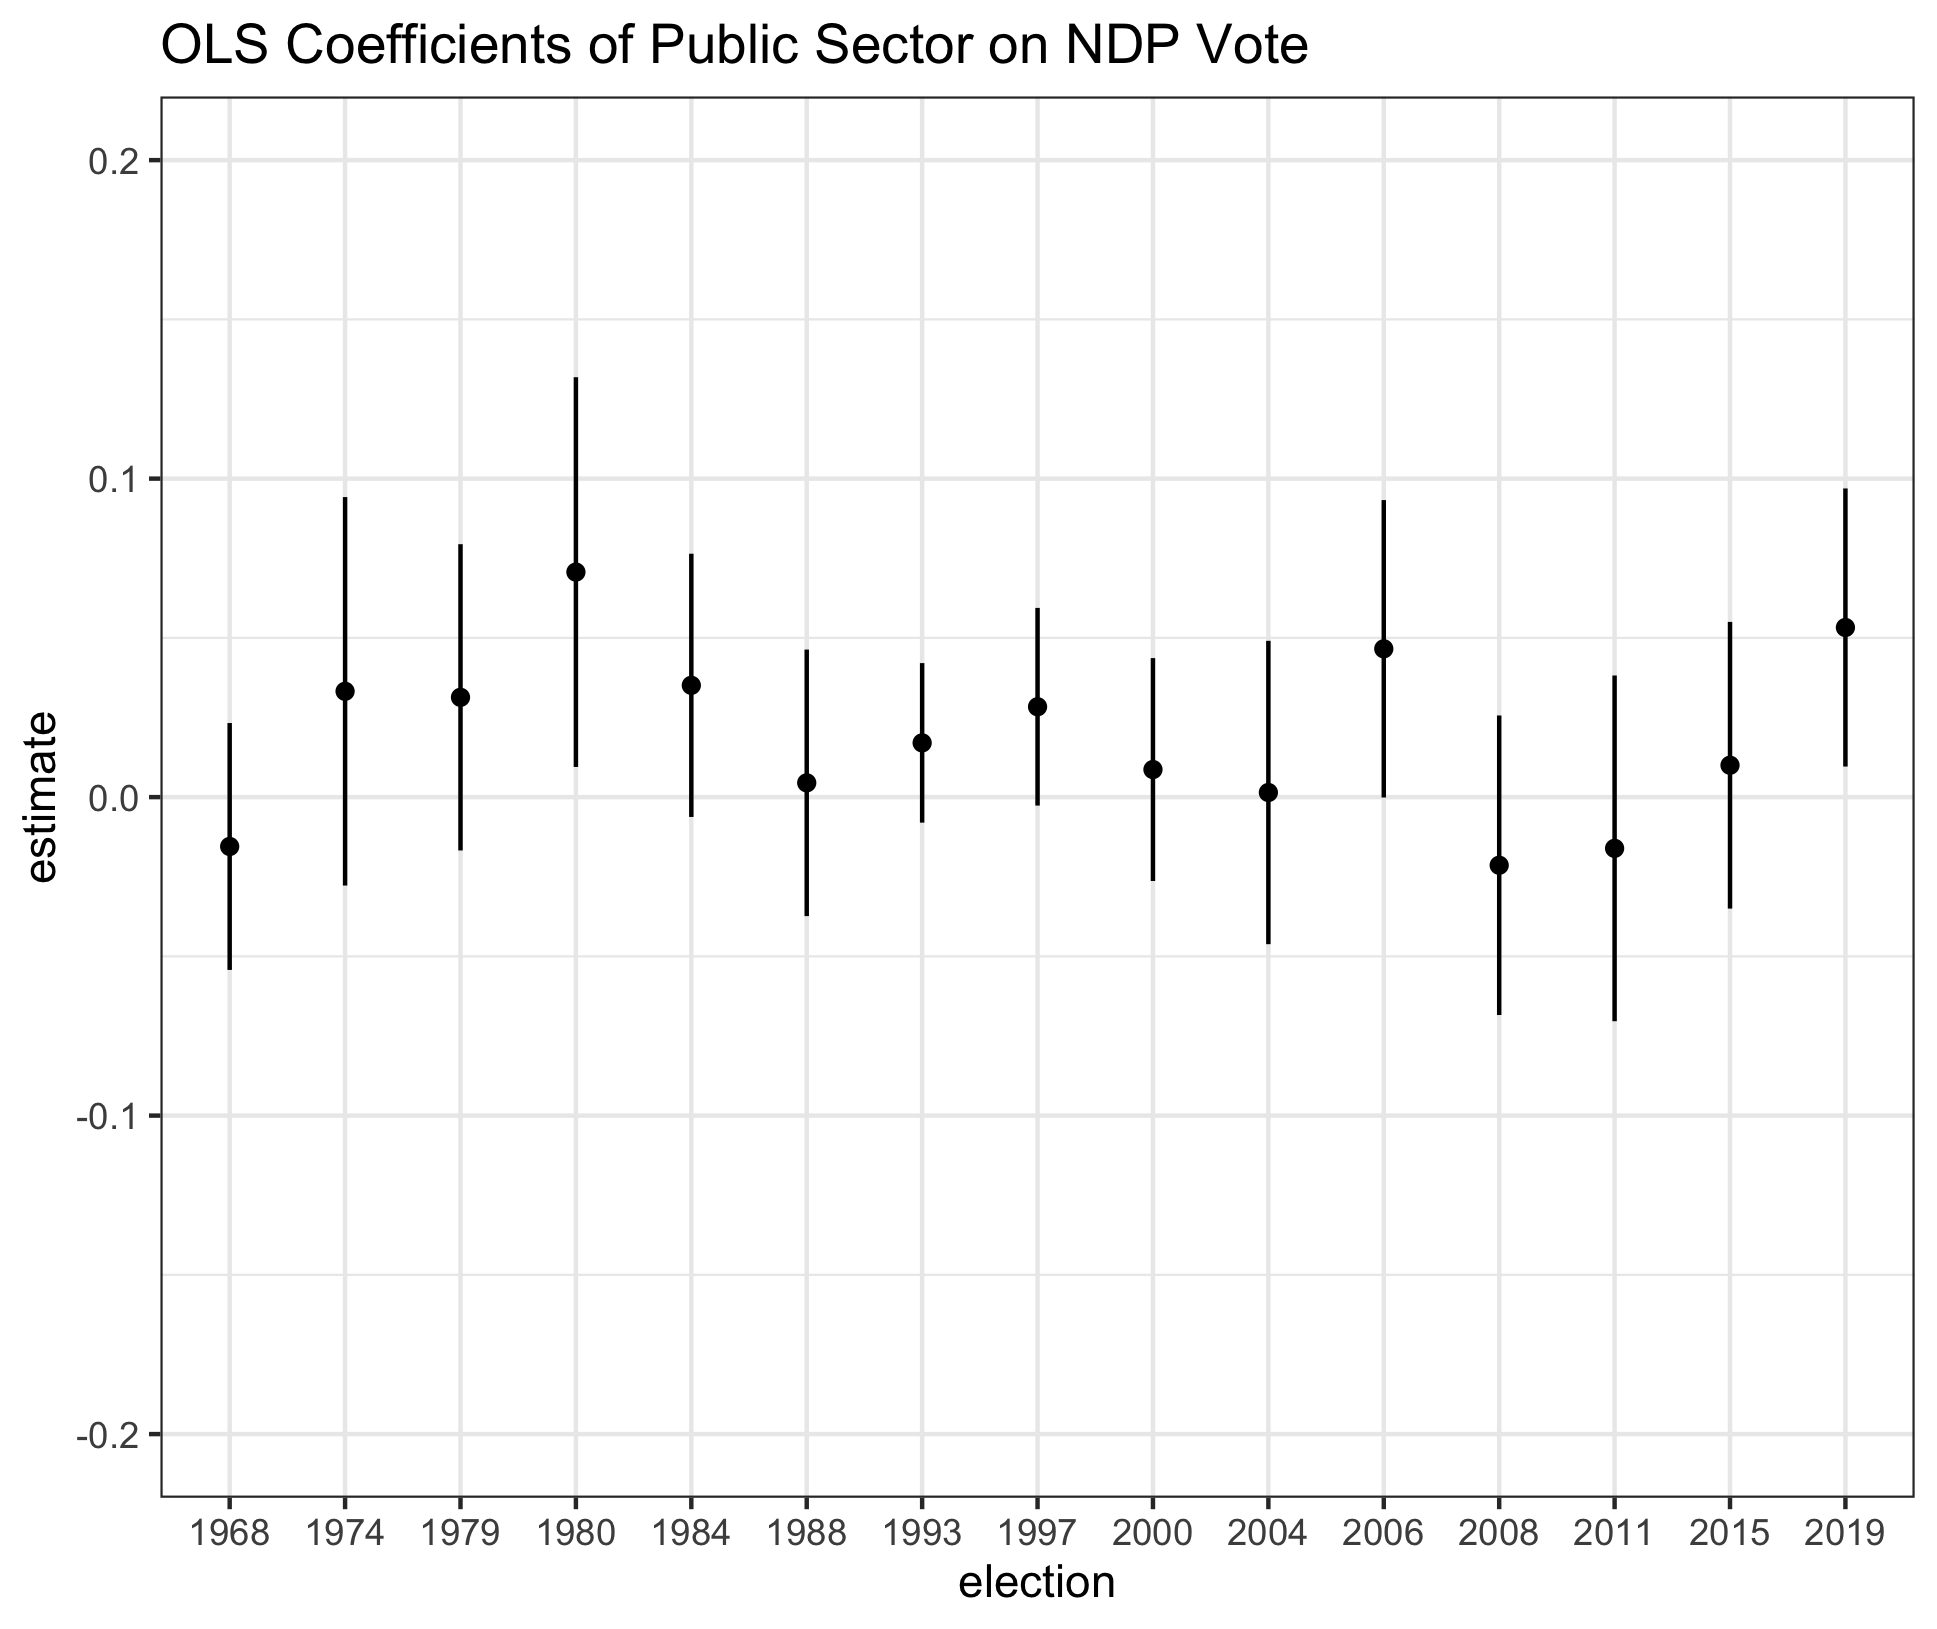 OLS Coefficients of Public Sector on NDP Vote
0.2
0.1
0.0
-0.1
-0.2
estimate
1968 1974 1979 1980 1984 1988 1993 1997 2000 2004 2006 2008 2011 2015 2019
election